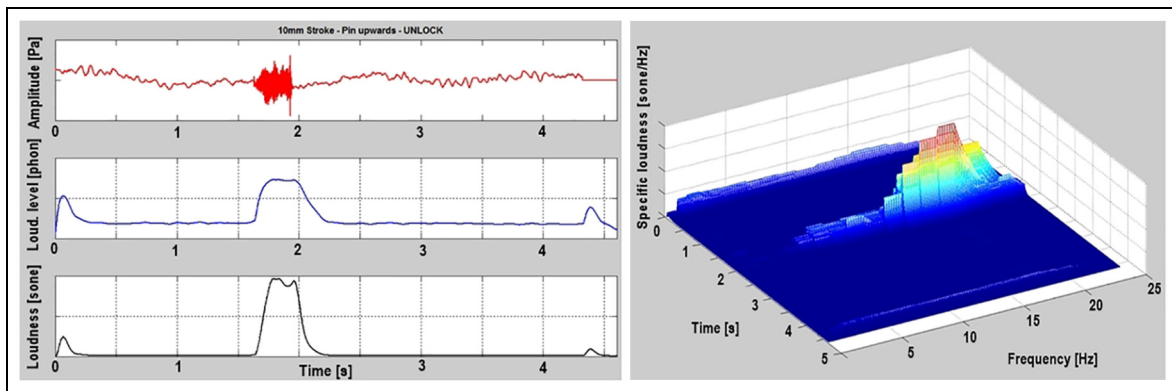 10mm Stroke - Pin upwards - UNLOCK
Amplitude [Pa]
0 1 2 3 4
Loud. level [phon]
0 1 2 3 4
Loudness [sone]
0 1 2 3 4
Time [s]
Specific loudness [sone/Hz]
0
1
2
3
4
5
Time [s]
5
10
15
20
25
Frequency [Hz]